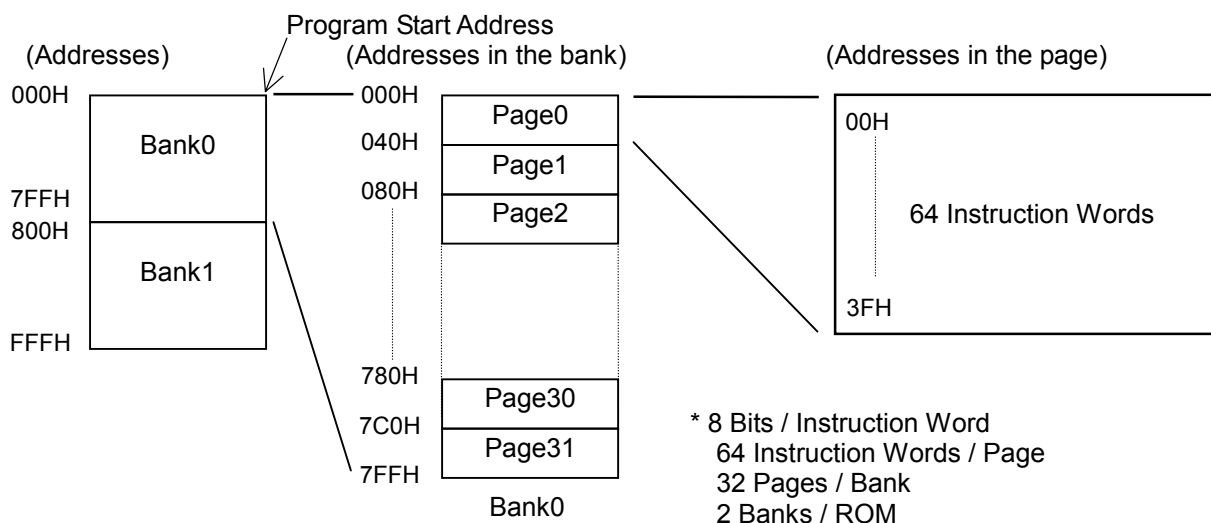 Program Start Address
(Addresses)
(Addresses in the bank)
(Addresses in the page)
000H
Bank0
7FFH
800H
Bank1
FFFH
000H
Page0
040H
Page1
080H
Page2
780H
Page30
7C0H
Page31
7FFH
Bank0
00H
64 Instruction Words
3FH
* 8 Bits / Instruction Word
64 Instruction Words / Page
32 Pages / Bank
2 Banks / ROM